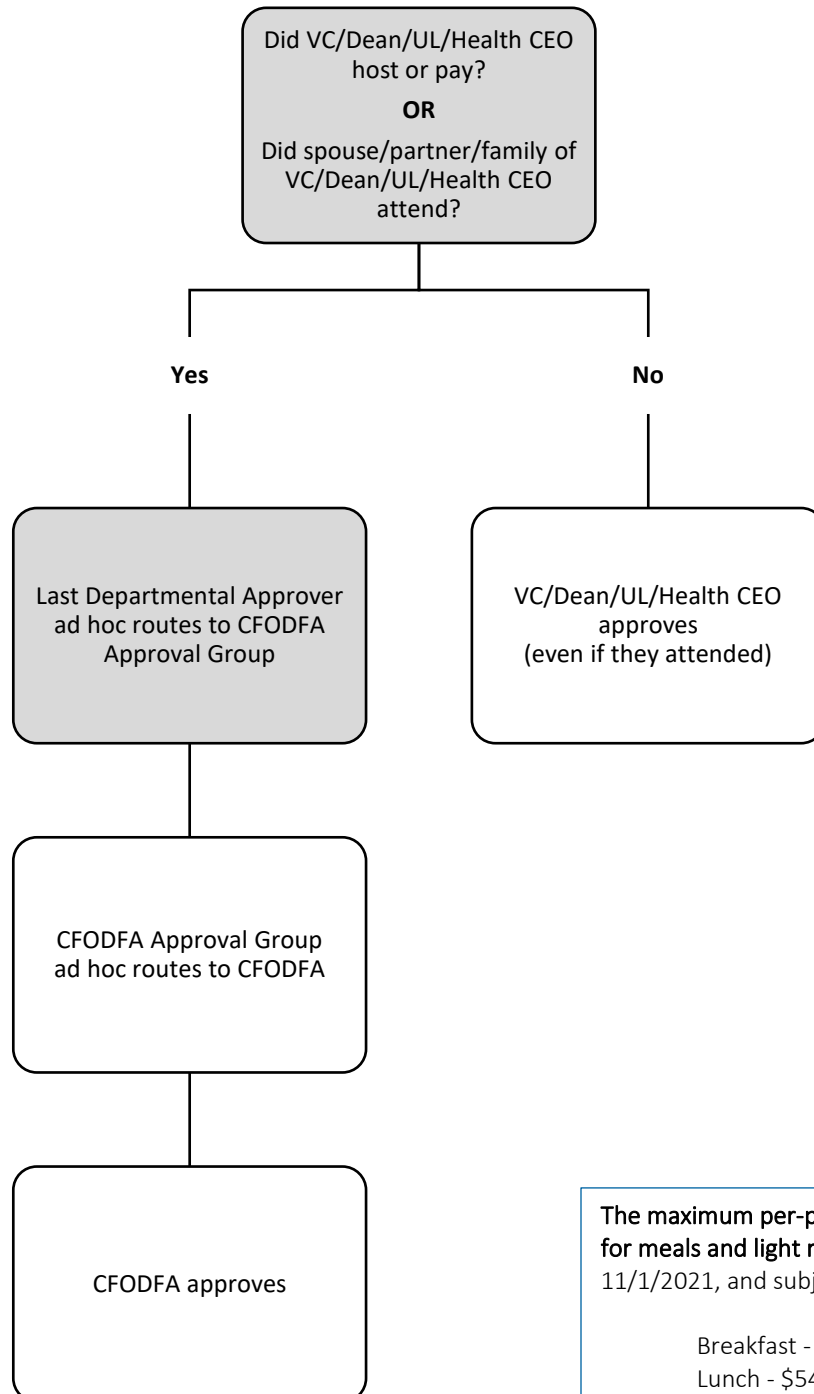 Did VC/Dean/UL/Health CEO
host or pay?
OR
Did spouse/partner/family of
VC/Dean/UL/Health CEO
attend?
Yes
No
Last Departmental Approver
ad hoc routes to CFODFA
Approval Group
VC/Dean/UL/Health CEO
approves
(even if they attended)
CFODFA Approval Group
ad hoc routes to CFODFA
CFODFA approves
The maximum
for meals and light
11/1/2021, and
Breakfast -
Lunch - $54